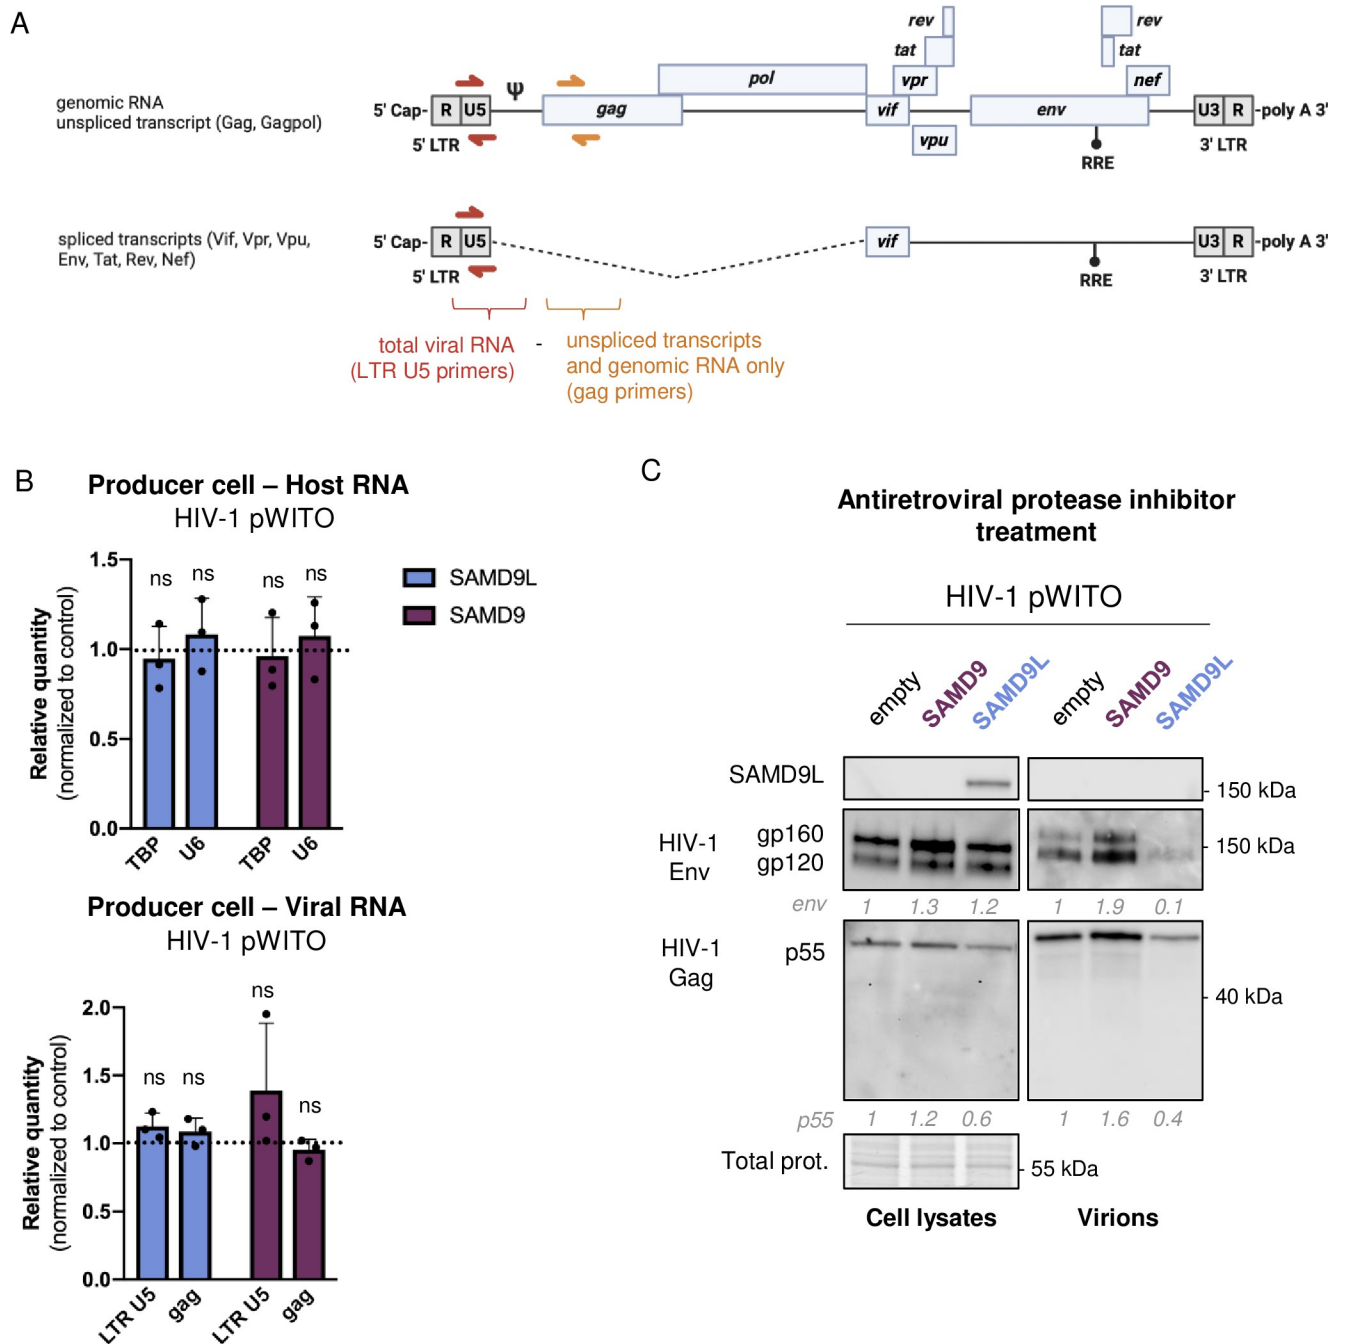 A
rev
rev
tat
tat
pol
vpr
nef
genomic RNA
unspliced transcript (Gag, Gagpol)
5' Cap-
R
U5
Ψ
gag
vif
env
U3
R
-poly A 3'
5' LTR
vpu
RRE
3' LTR
spliced transcripts (Vif, Vpr, Vpu,
Env, Tat, Rev, Nef)
5' Cap-
R
U5
vif
U3
R
-poly A 3'
5' LTR
RRE
3' LTR
total viral RNA
(LTR U5 primers)
-
unspliced transcripts
and genomic RNA only
(gag primers)
B
Producer cell – Host RNA
HIV-1 pWITO
Relative quantity
(normalized to control)
1.5
1.0
0.5
0.0
ns
ns
ns
ns
TBP
U6
TBP
U6
SAMD9L
SAMD9
Producer cell – Viral RNA
HIV-1 pWITO
Relative quantity
(normalized to control)
2.0
1.5
1.0
0.5
0.0
ns
ns
ns
ns
LTR U5
gag
LTR U5
gag
C
Antiretroviral protease inhibitor
treatment
HIV-1 pWITO
empty
SAMD9
SAMD9L
empty
SAMD9
SAMD9L
SAMD9L
- 150 kDa
HIV-1
Env
gp160
gp120
- 150 kDa
env 1 1.3 1.2 1 1.9 0.1
HIV-1
Gag
p55
- 40 kDa
p55 1 1.2 0.6 1 1.6 0.4
Total prot.
- 55 kDa
Cell lysates
Virions